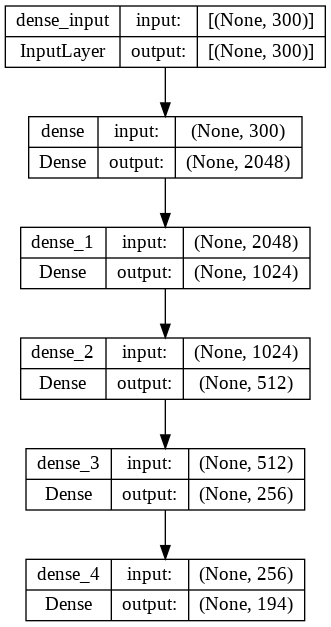 dense_input input: [(None, 300)]
InputLayer output: [(None, 300)]
dense input: (None, 300)
Dense output: (None, 2048)
dense_1 input: (None, 2048)
Dense output: (None, 1024)
dense_2 input: (None, 1024)
Dense output: (None, 512)
dense_3 input: (None, 512)
Dense output: (None, 256)
dense_4 input: (None, 256)
Dense output: (None, 194)